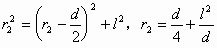 r₂² = (r₂ − d/2)² + l², r₂ = d/4 + l²/d